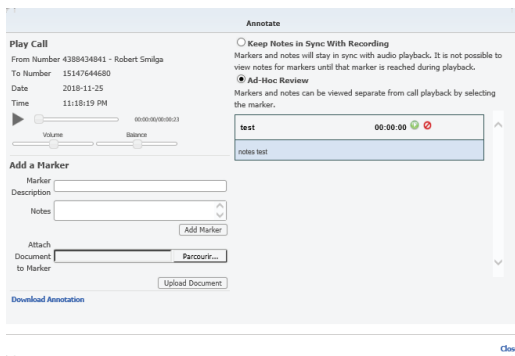 Annotate
Play Call
From Number 4388434841 - Robert Smilga
To Number 15147644680
Date 2018-11-25
Time 11:18:19 PM
00:00:00/00:00:23
Volume Balance
Add a Marker
Marker
Description
Notes
Add Marker
Attach
Document
to Marker
Parcourir...
Upload Document
Download Annotation
Keep Notes in Sync With Recording
Markers and notes will stay in sync with audio playback. It is not possible to
view notes for markers until that marker is reached during playback.
Ad-Hoc Review
Markers and notes can be viewed separate from call playback by selecting
the marker.
test 00:00:00
notes test
Clos